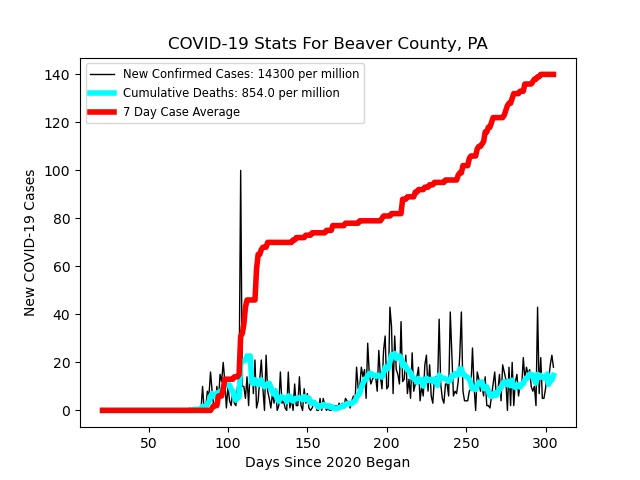 COVID-19 Stats For Beaver County, PA
New Confirmed Cases: 14300 per million
Cumulative Deaths: 854.0 per million
7 Day Case Average
140
120
100
80
60
40
20
0
New COVID-19 Cases
50 100 150 200 250 300
Days Since 2020 Began